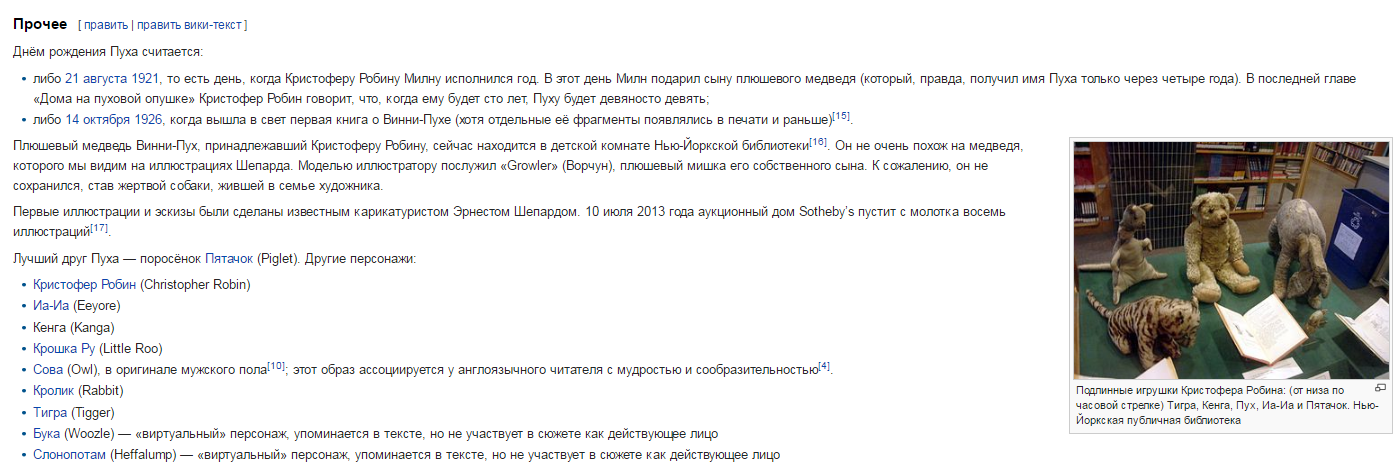 Прочее [ править | править вики-текст ]
Днём рождения Пуха считается:
• либо 21 августа 1921, то есть день, когда Кристоферу Робину Милну исполнился год. В этот день Милн подарил сыну плюшевого медведя (который, правда, получил имя Пуха только через четыре года). В последней главе
«Дома на пуховой опушке» Кристофер Робин говорит, что, когда ему будет сто лет, Пуху будет девяносто девять;
• либо 14 октября 1926, когда вышла в свет первая книга о Винни-Пухе (хотя отдельные её фрагменты появлялись в печати и раньше)[15].
Плюшевый медведь Винни-Пух, принадлежавший Кристоферу Робину, сейчас находится в детской комнате Нью-Йоркской библиотеки[16]. Он не очень похож на медведя,
которого мы видим на иллюстрациях Шепарда. Моделью иллюстратору послужил «Growler» (Ворчун), плюшевый мишка его собственного сына. К сожалению, он не
сохранился, став жертвой собаки, жившей в семье художника.
Первые иллюстрации и эскизы были сделаны известным карикатуристом Эрнестом Шепардом. 10 июля 2013 года аукционный дом Sotheby's пустит с молотка восемь
иллюстраций[17].
Лучший друг Пуха — поросёнок Пятачок (Piglet). Другие персонажи:
• Кристофер Робин (Christopher Robin)
• Иа-Иа (Eeyore)
• Кенга (Kanga)
• Крошка Ру (Little Roo)
• Сова (Owl), в оригинале мужского пола[10]; этот образ ассоциируется у англоязычного читателя с мудростью и сообразительностью[4].
• Кролик (Rabbit)
• Тигра (Tigger)
• Бука (Woozle) — «виртуальный» персонаж, упоминается в тексте, но не участвует в сюжете как действующее лицо
• Слонопотам (Heffalump) — «виртуальный» персонаж, упоминается в тексте, но не участвует в сюжете как действующее лицо
Подлинные игрушки Кристофера Робина: (от низа по
часовой стрелке) Тигра, Кенга, Пух, Иа-Иа и Пятачок. Нью-
Йоркская публичная библиотека